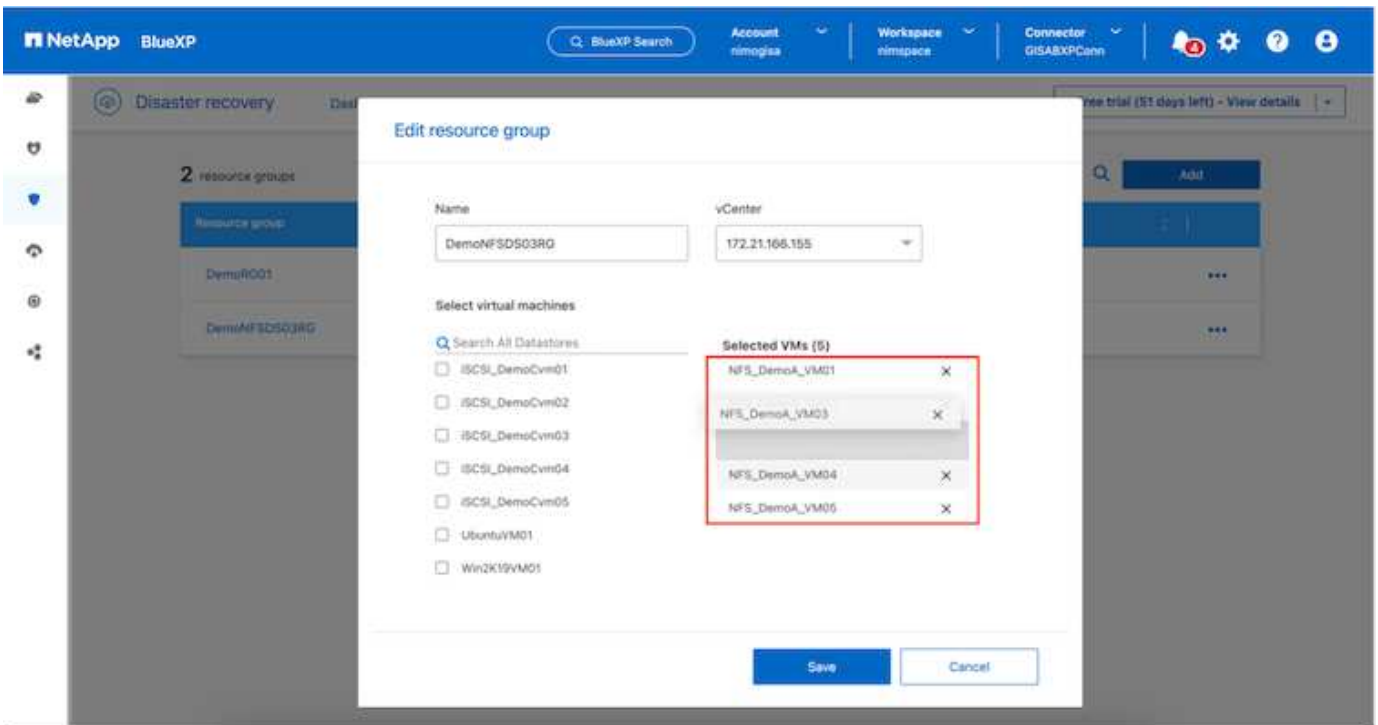 NetApp BlueXP
BlueXP Search
Account
nimogisa
Workspace
nimspace
Connector
GISABXPConn
4
Disaster recovery
Free trial (51 days left) - View details
Edit resource group
2 resource groups
Add
Resource group
Name
vCenter
DemoNFSDS03RG
172.21.166.155
DemoRG01
Select virtual machines
DemoNFSDS03RG
Search All Datastores
Selected VMs (5)
iSCSI_DemoCvm01
NFS_DemoA_VM01
iSCSI_DemoCvm02
NFS_DemoA_VM03
iSCSI_DemoCvm03
iSCSI_DemoCvm04
NFS_DemoA_VM04
iSCSI_DemoCvm05
NFS_DemoA_VM05
UbuntuVM01
Win2K19VM01
Save
Cancel